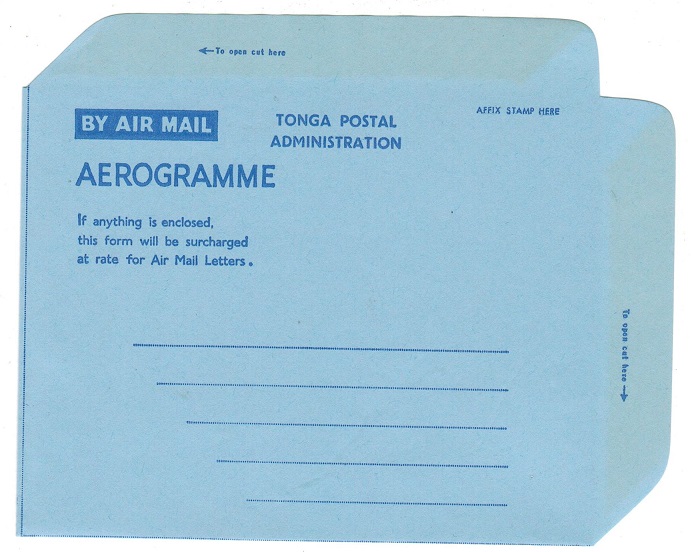 ←To open cut here
BY AIR MAIL
TONGA POSTAL
ADMINISTRATION
AFFIX STAMP HERE
AEROGRAMME
If anything is enclosed,
this form will be surcharged
at rate for Air Mail Letters.
To open cut here→